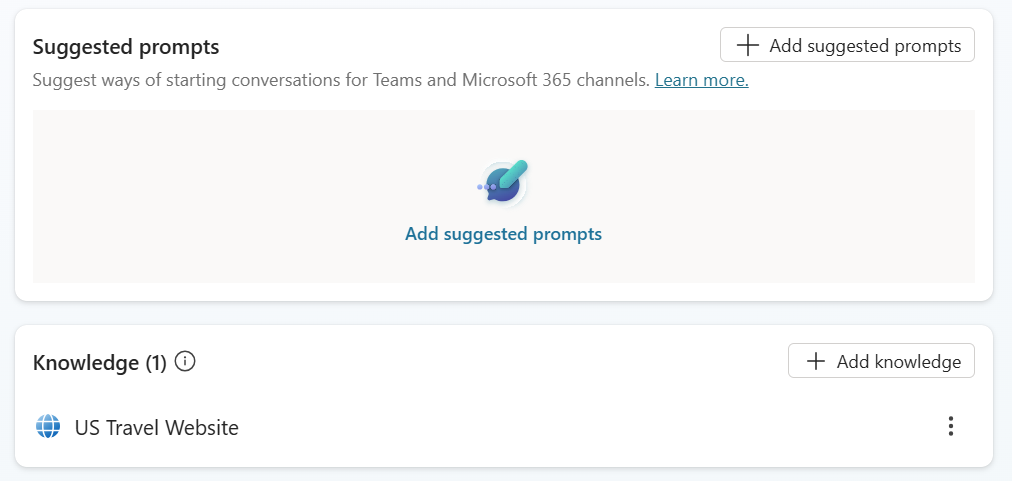 Suggested prompts
Add suggested prompts
Suggest ways of starting conversations for Teams and Microsoft 365 channels. Learn more.
Add suggested prompts
Knowledge (1)
Add knowledge
US Travel Website